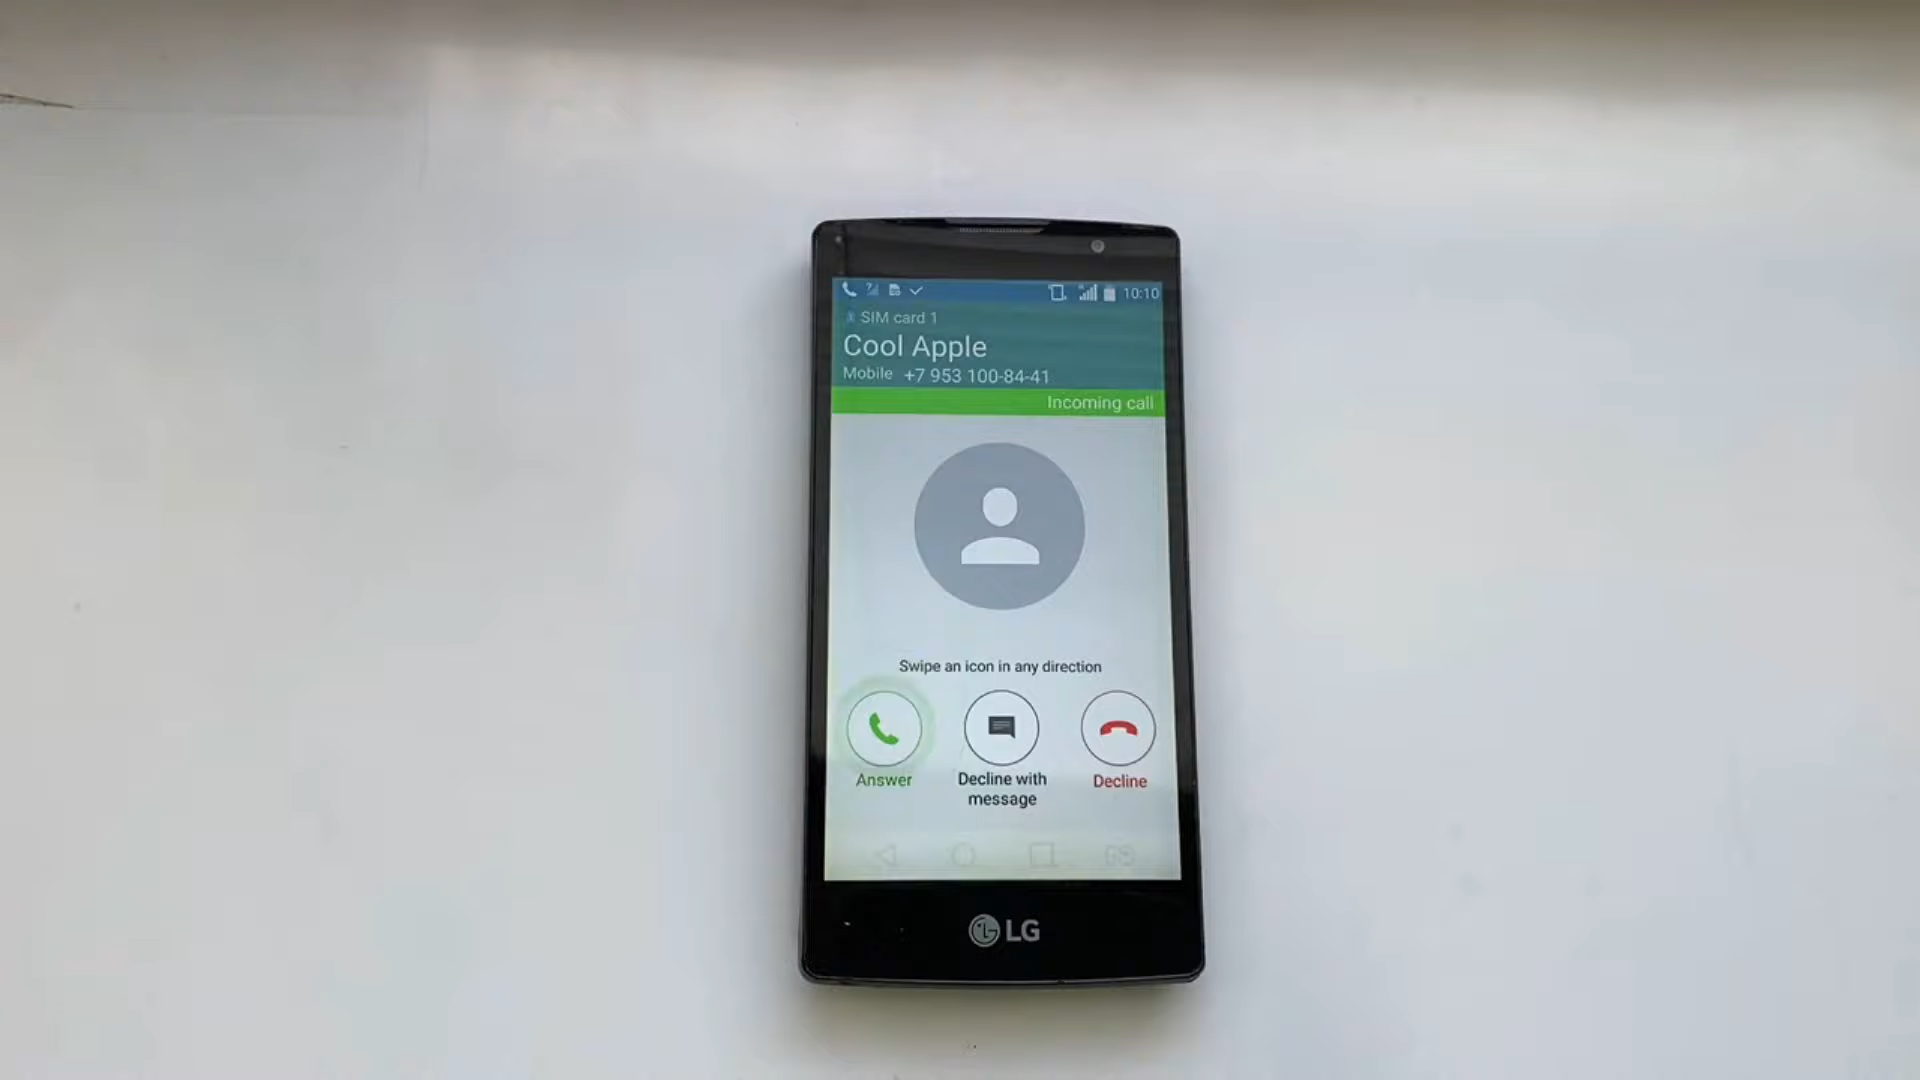 10:10
SIM card 1
Cool Apple
Mobile +7 953 100-84-41
Incoming call
Swipe an icon in any direction
Answer
Decline with
message
Decline
LG